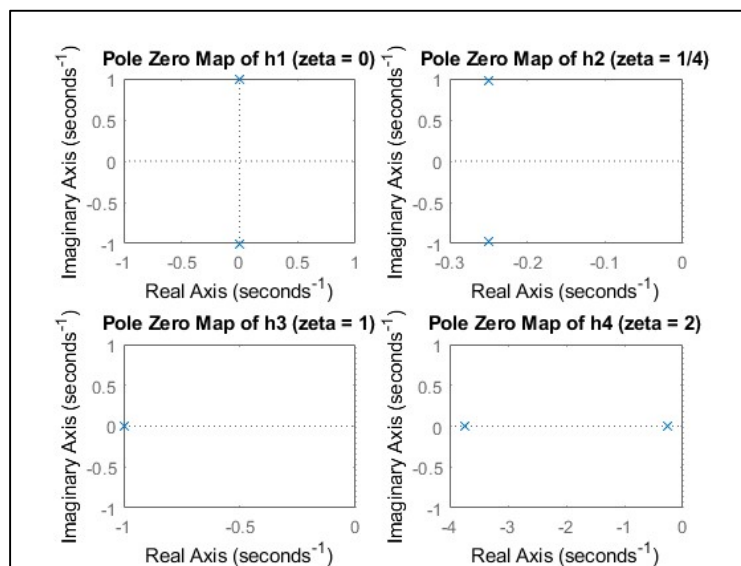 Pole Zero Map of h1 (zeta = 0)
Imaginary Axis (seconds⁻¹)
1
0.5
0
-0.5
-1
-1 -0.5 0 0.5 1
Real Axis (seconds⁻¹)
Pole Zero Map of h2 (zeta = 1/4)
Imaginary Axis (seconds⁻¹)
1
0.5
0
-0.5
-1
-0.3 -0.2 -0.1 0
Real Axis (seconds⁻¹)
Pole Zero Map of h3 (zeta = 1)
Imaginary Axis (seconds⁻¹)
1
0.5
0
-0.5
-1
-1 -0.5 0
Real Axis (seconds⁻¹)
Pole Zero Map of h4 (zeta = 2)
Imaginary Axis (seconds⁻¹)
1
0.5
0
-0.5
-1
-4 -3 -2 -1 0
Real Axis (seconds⁻¹)